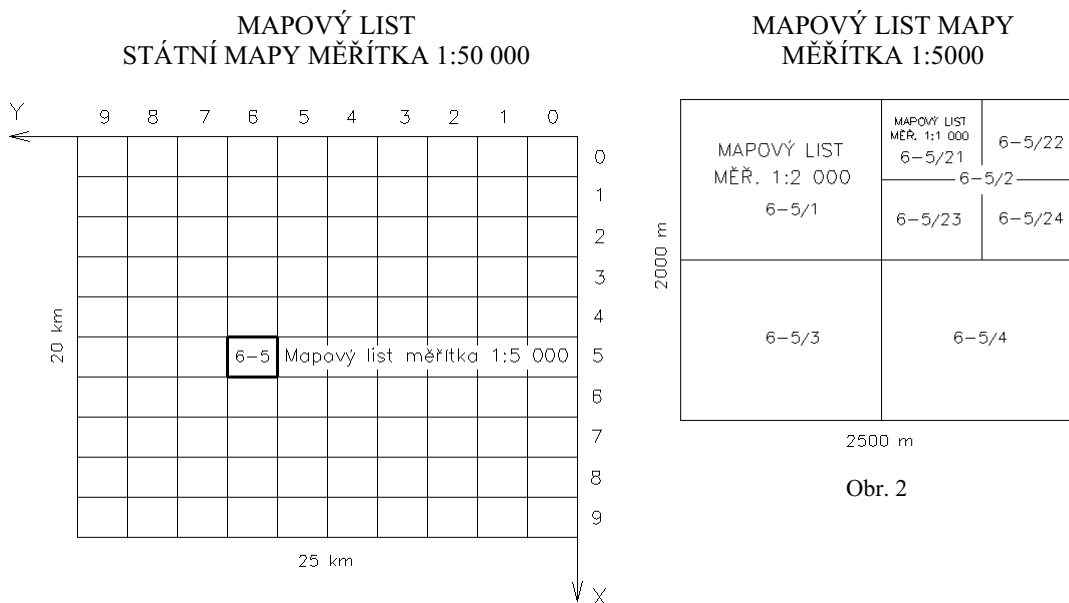 MAPOVÝ LIST
STÁTNÍ MAPY MĚŘÍTKA 1:50 000
Y
9 8 7 6 5 4 3 2 1 0
0
1
2
3
4
5
6
7
8
9
20 km
6-5 Mapový list měřítka 1:5 000
25 km
X
MAPOVÝ LIST MAPY
MĚŘÍTKA 1:5000
MAPOVÝ LIST
MĚŘ. 1:2 000
6-5/1
MAPOVÝ LIST
MĚŘ. 1:1 000
6-5/21
6-5/22
6-5/2
6-5/23
6-5/24
2000 m
6-5/3
6-5/4
2500 m
Obr. 2